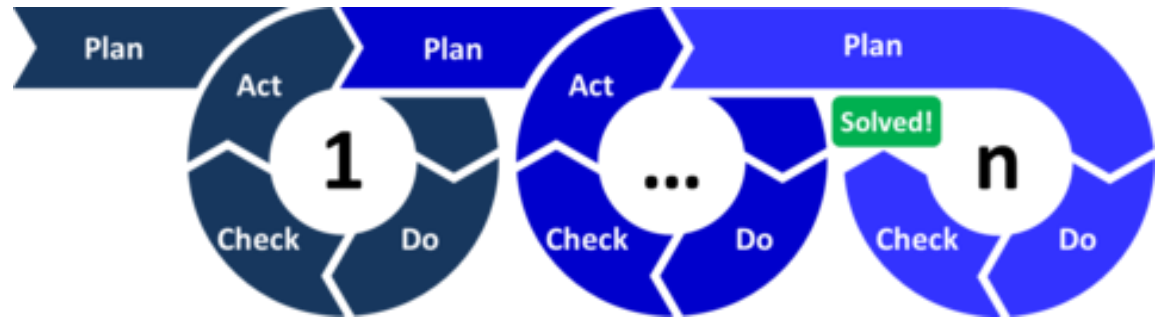 Plan
Plan
Plan
Act
Act
Solved!
1
...
n
Check
Do
Check
Do
Check
Do